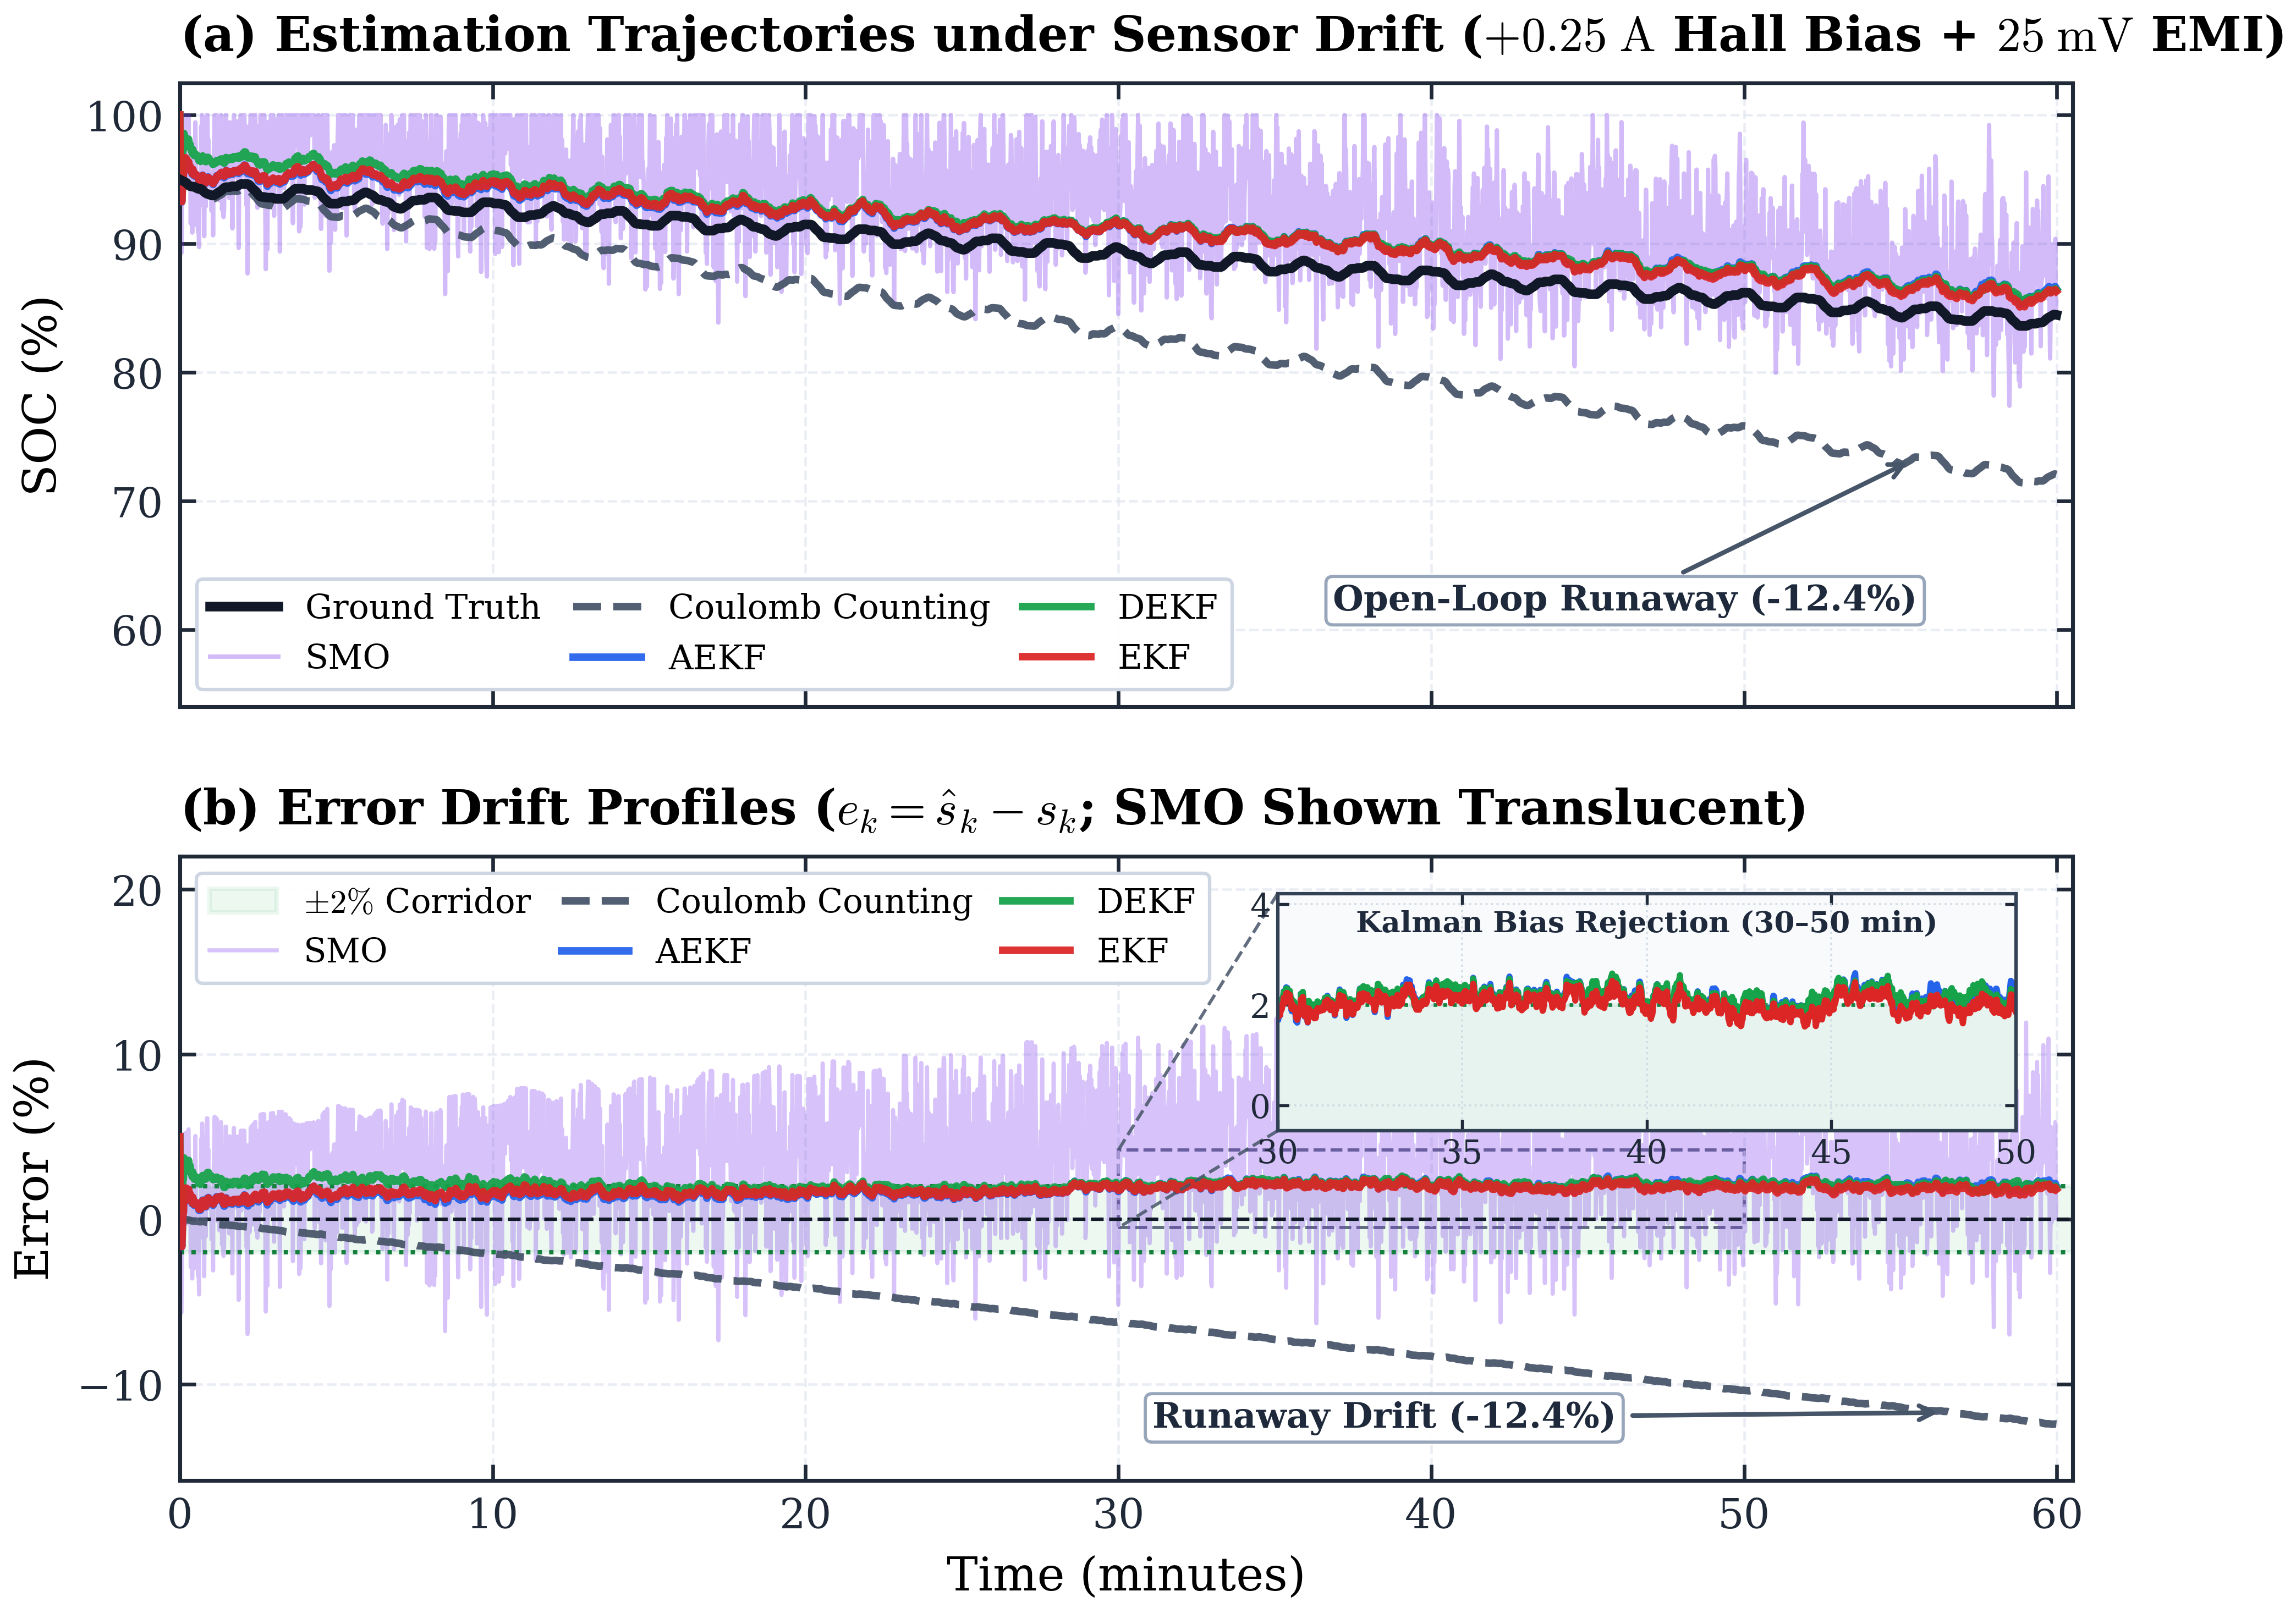 (a) Estimation Trajectories under Sensor Drift (+0.25 A Hall Bias + 25 mV EMI)
100
90
80
70
60
SOC (%)
Ground Truth
SMO
Coulomb Counting
AEKF
DEKF
EKF
Open-Loop Runaway (-12.4%)
(b) Error Drift Profiles (e_k = ŝ_k − s_k; SMO Shown Translucent)
20
10
0
−10
Error (%)
±2% Corridor
SMO
Coulomb Counting
AEKF
DEKF
EKF
Kalman Bias Rejection (30–50 min)
4
2
0
30 35 40 45 50
Runaway Drift (-12.4%)
0 10 20 30 40 50 60
Time (minutes)